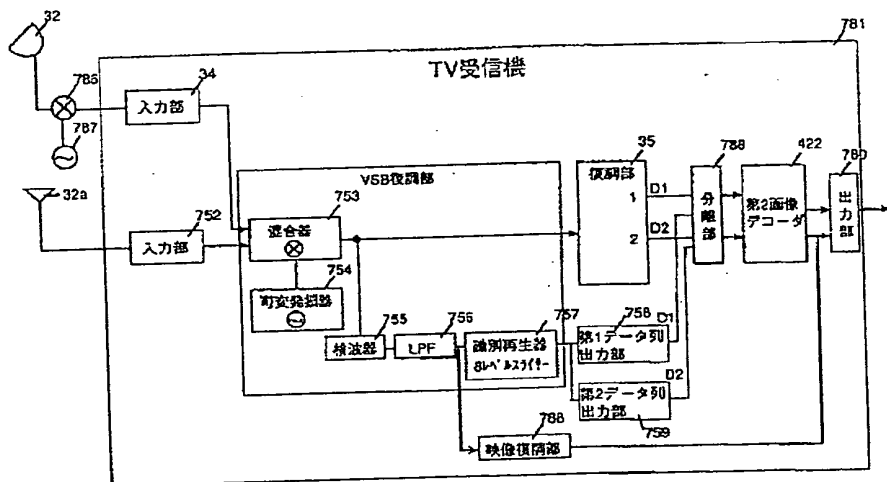 32
781
TV受信機
786
34
入力部
787
35
788
422
780
VSB復調部
復調部
32a
753
1
D1
分離部
第2画像
デコーダ
出力部
752
混合器
2
D2
入力部
754
可変発振器
755
756
757
758
D1
検波器
LPF
識別再生器
8レベルスライサー
第1データ列
出力部
D2
第2データ列
出力部
759
788
映像復調部